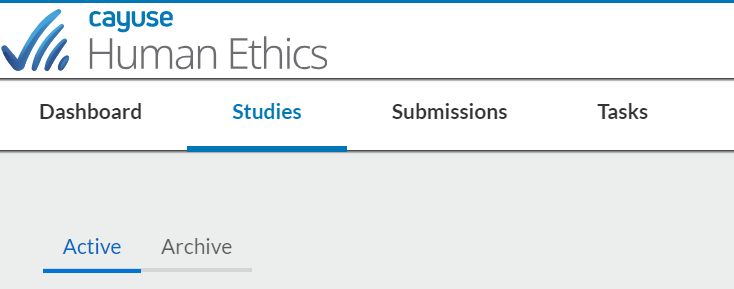 cayuse
Human Ethics
Dashboard Studies Submissions Tasks
Active Archive